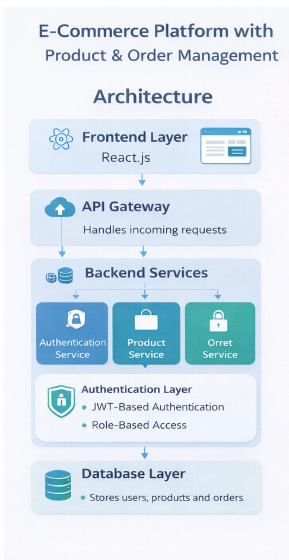 E-Commerce Platform with
Product & Order Management
Architecture
Frontend Layer
React.js
API Gateway
Handles incoming requests
Backend Services
Authentication
Service
Product
Service
Orret
Service
Authentication Layer
• JWT-Based Authentication
• Role-Based Access
Database Layer
• Stores users, products and orders